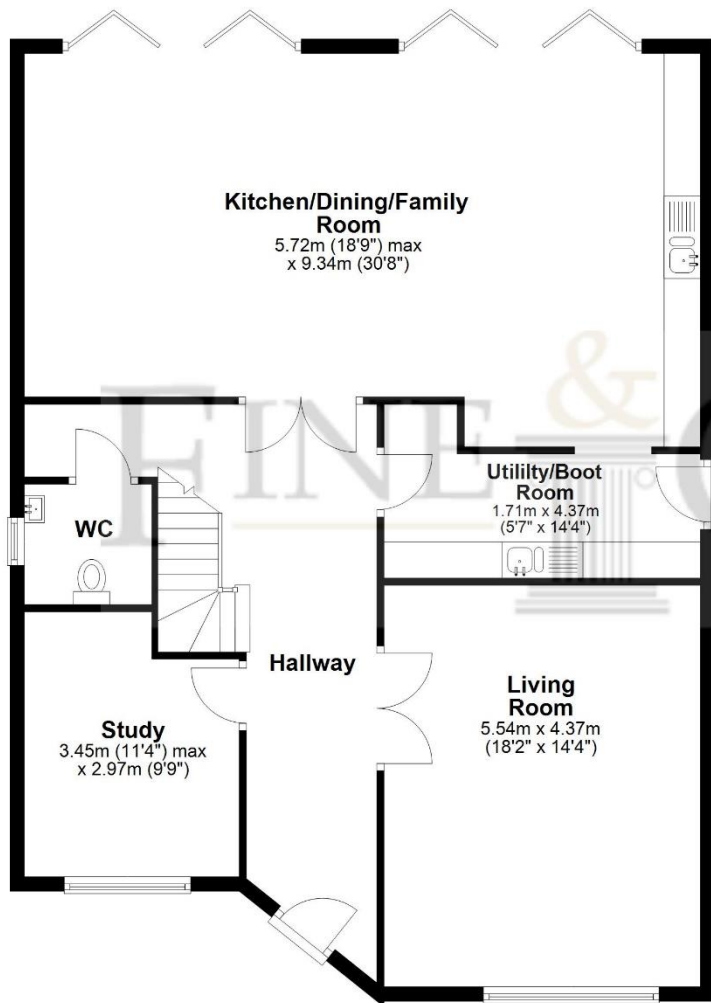 Kitchen/Dining/Family
Room
5.72m (18'9") max
x 9.34m (30'8")
FINE &
Utililty/Boot
Room
1.71m x 4.37m
(5'7" x 14'4")
WC
Hallway
Living
Room
5.54m x 4.37m
(18'2" x 14'4")
Study
3.45m (11'4") max
x 2.97m (9'9")